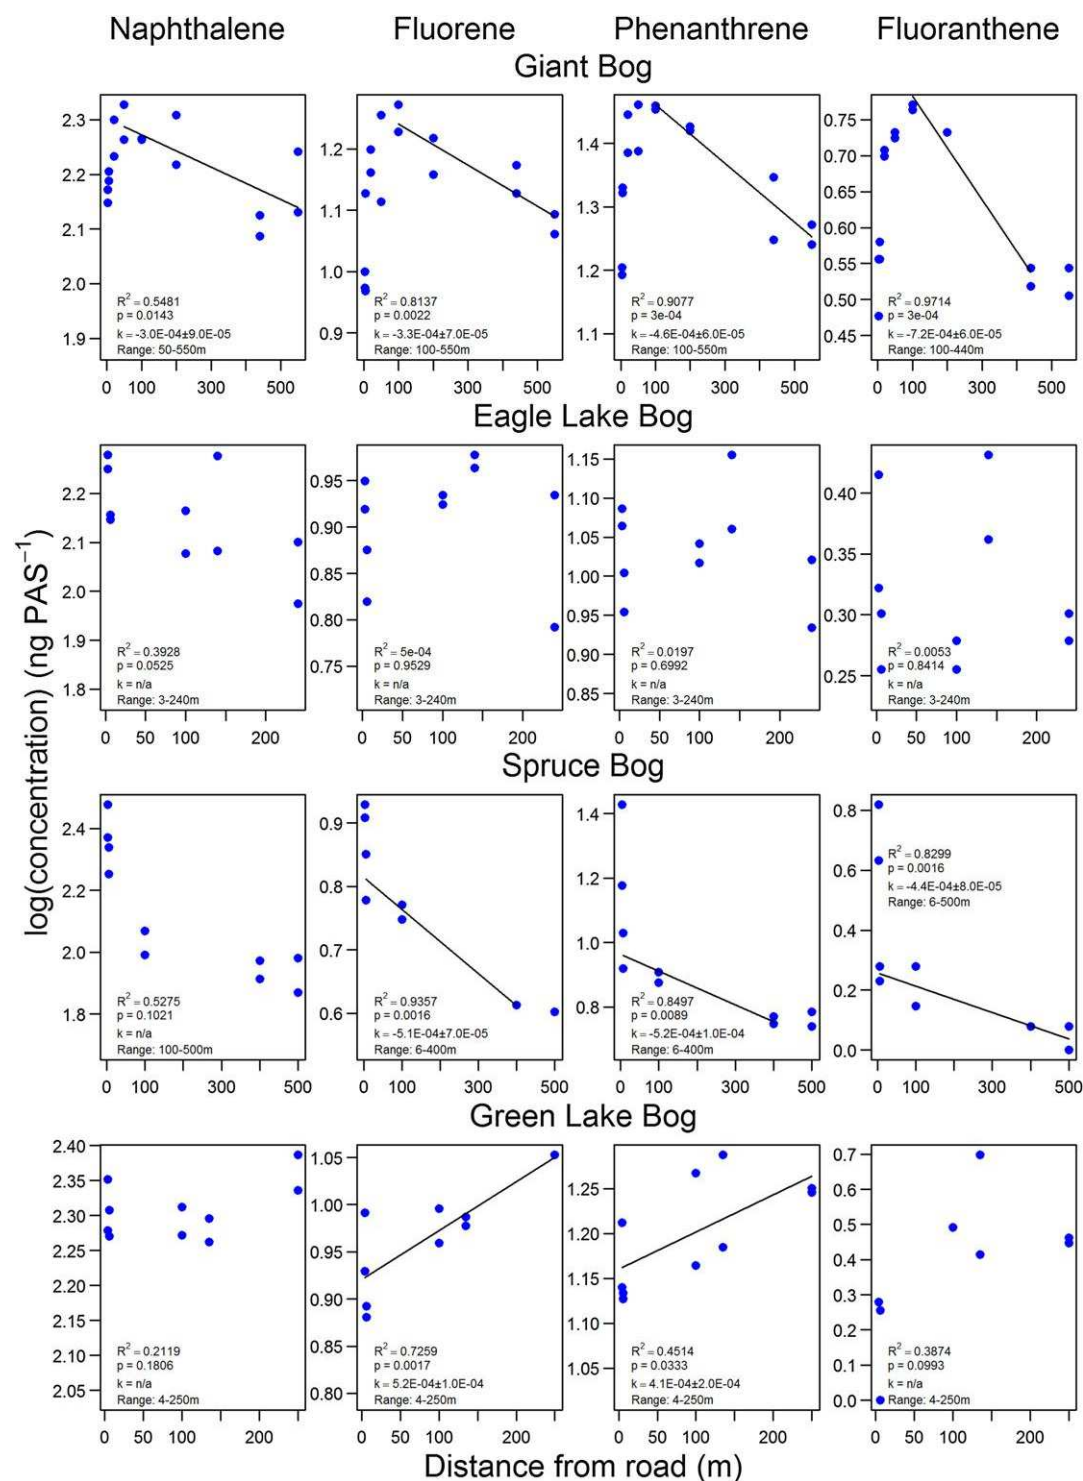 Naphthalene Fluorene Phenanthrene Fluoranthene
Giant Bog
2.3
2.2
2.1
2.0
1.9
R² = 0.5481
p = 0.0143
k = -3.0E-04±9.0E-05
Range: 50-550m
0 100 300 500
1.2
1.1
1.0
0.9
R² = 0.8137
p = 0.0022
k = -3.3E-04±7.0E-05
Range: 100-550m
0 100 300 500
1.4
1.3
1.2
1.1
R² = 0.9077
p = 3e-04
k = -4.6E-04±6.0E-05
Range: 100-550m
0 100 300 500
0.75
0.70
0.65
0.60
0.55
0.50
0.45
R² = 0.9714
p = 3e-04
k = -7.2E-04±6.0E-05
Range: 100-440m
0 100 300 500
Eagle Lake Bog
2.2
2.1
2.0
1.9
1.8
R² = 0.3928
p = 0.0525
k = n/a
Range: 3-240m
0 50 100 200
0.95
0.90
0.85
0.80
0.75
R² = 5e-04
p = 0.9529
k = n/a
Range: 3-240m
0 50 100 200
1.15
1.10
1.05
1.00
0.95
0.90
0.85
R² = 0.0197
p = 0.6992
k = n/a
Range: 3-240m
0 50 100 200
0.40
0.35
0.30
0.25
R² = 0.0053
p = 0.8414
k = n/a
Range: 3-240m
0 50 100 200
log(concentration) (ng PAS⁻¹)
Spruce Bog
2.4
2.2
2.0
1.8
R² = 0.5275
p = 0.1021
k = n/a
Range: 100-500m
0 100 300 500
0.9
0.8
0.7
0.6
R² = 0.9357
p = 0.0016
k = -5.1E-04±7.0E-05
Range: 6-400m
0 100 300 500
1.4
1.2
1.0
0.8
R² = 0.8497
p = 0.0089
k = -5.2E-04±1.0E-04
Range: 6-400m
0 100 300 500
0.8
0.6
0.4
0.2
0.0
R² = 0.8299
p = 0.0016
k = -4.4E-04±8.0E-05
Range: 6-500m
0 100 300 500
Green Lake Bog
2.40
2.35
2.30
2.25
2.20
2.15
2.10
2.05
R² = 0.2119
p = 0.1806
k = n/a
Range: 4-250m
0 50 100 200
1.05
1.00
0.95
0.90
0.85
0.80
R² = 0.7259
p = 0.0017
k = 5.2E-04±1.0E-04
Range: 4-250m
0 50 100 200
1.25
1.20
1.15
1.10
1.05
R² = 0.4514
p = 0.0333
k = 4.1E-04±2.0E-04
Range: 4-250m
0 50 100 200
0.7
0.6
0.5
0.4
0.3
0.2
0.1
0.0
R² = 0.3874
p = 0.0993
k = n/a
Range: 4-250m
0 50 100 200
Distance from road (m)